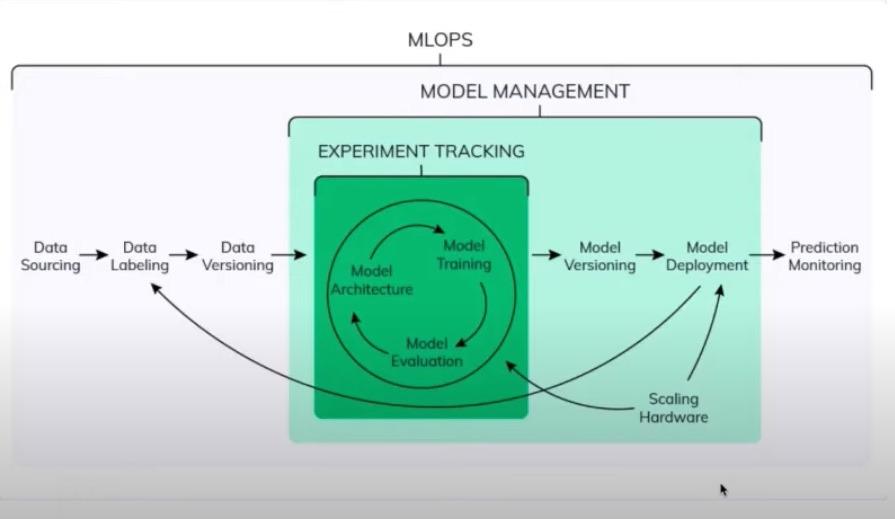 MLOPS
MODEL MANAGEMENT
EXPERIMENT TRACKING
Data
Sourcing
Data
Labeling
Data
Versioning
Model
Architecture
Model
Training
Model
Evaluation
Model
Versioning
Model
Deployment
Prediction
Monitoring
Scaling
Hardware